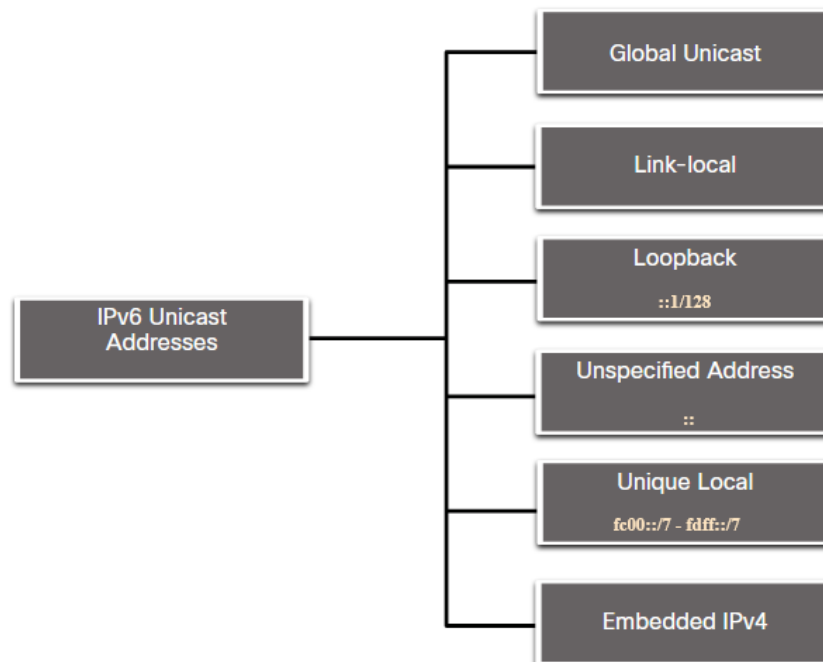 Global Unicast
Link-local
Loopback
::1/128
IPv6 Unicast
Addresses
Unspecified Address
::
Unique Local
fc00::/7 - fdff::/7
Embedded IPv4